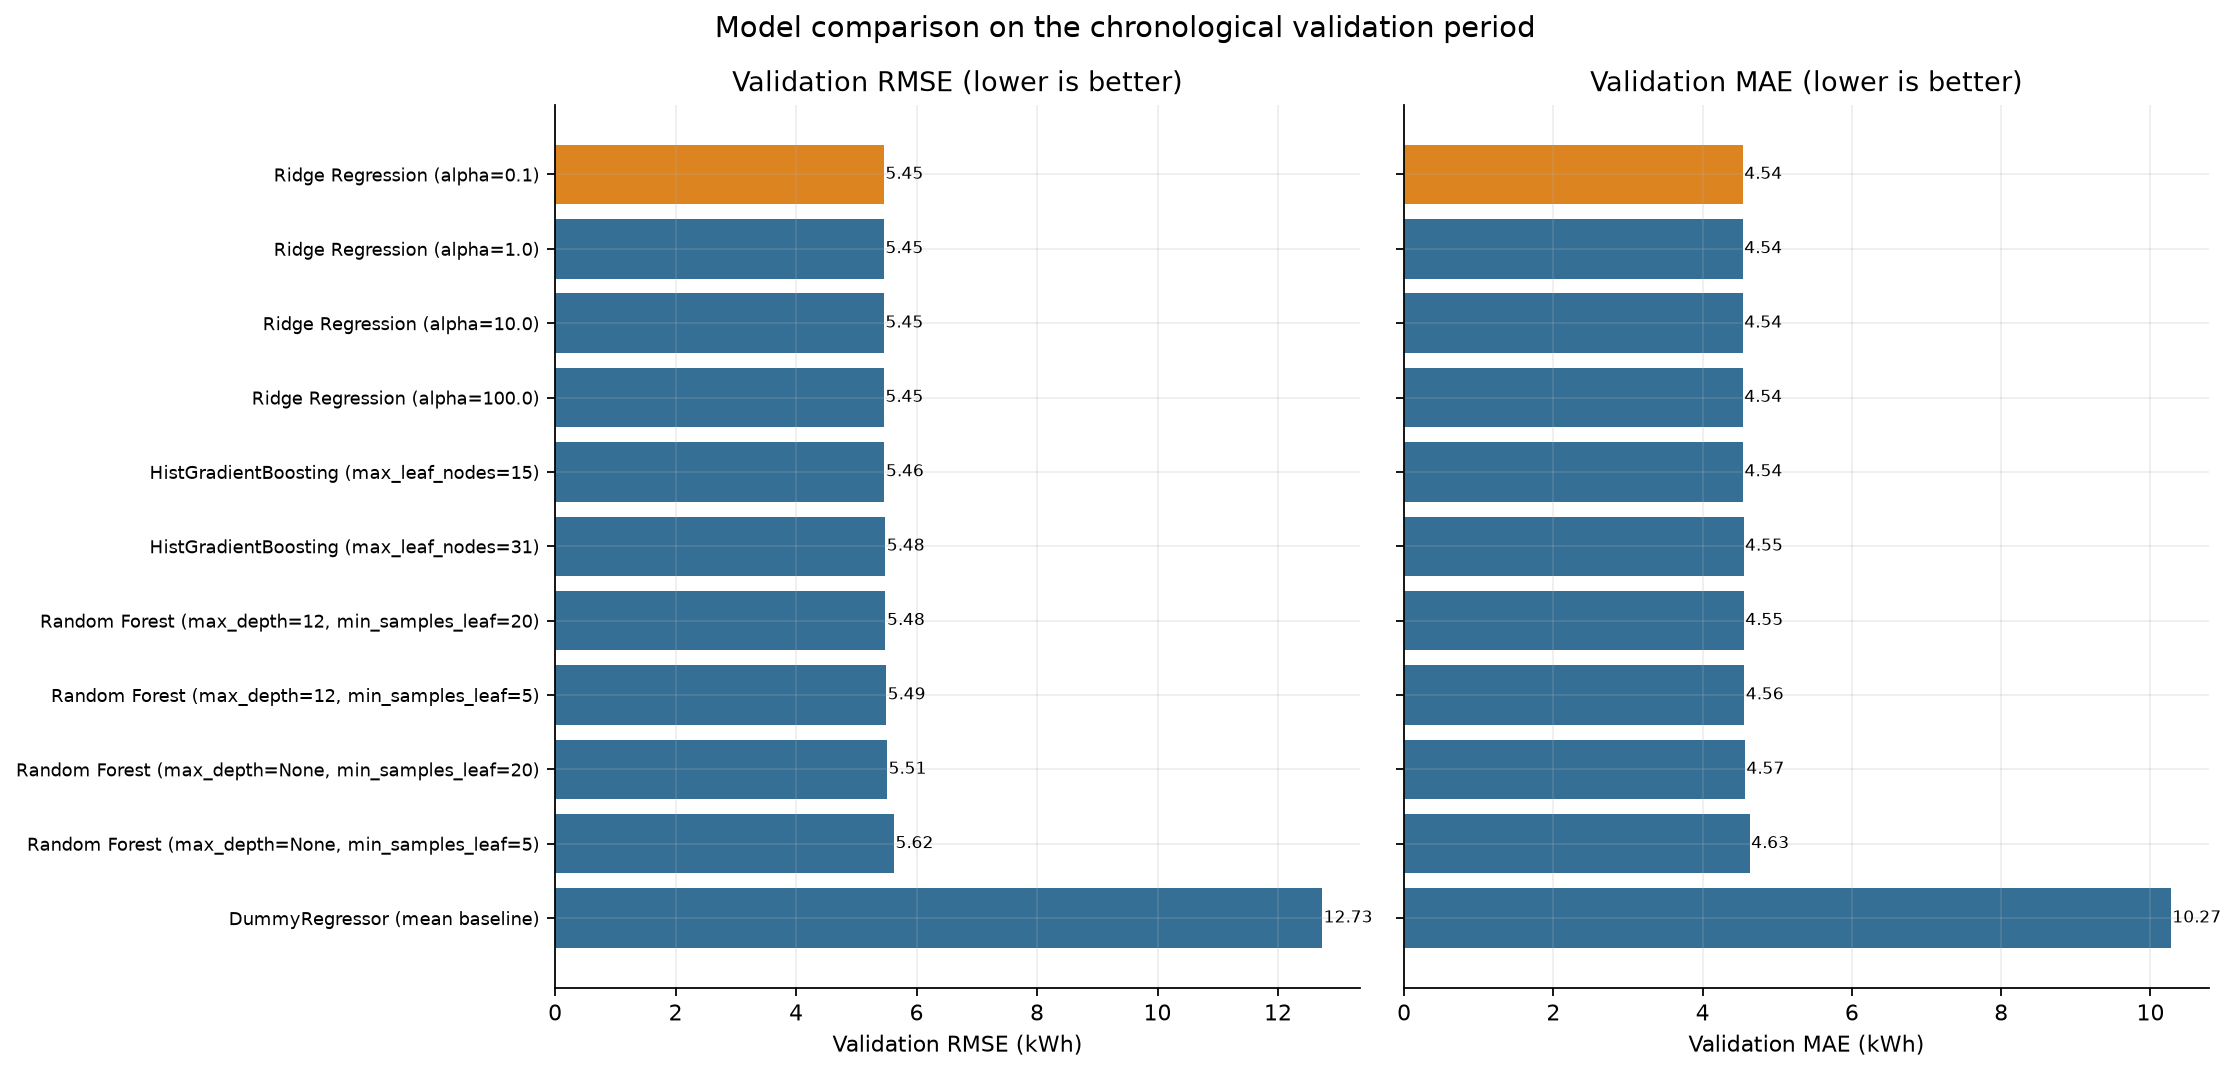 Model comparison on the chronological validation period
Validation RMSE (lower is better)
Ridge Regression (alpha=0.1) 5.45
Ridge Regression (alpha=1.0) 5.45
Ridge Regression (alpha=10.0) 5.45
Ridge Regression (alpha=100.0) 5.45
HistGradientBoosting (max_leaf_nodes=15) 5.46
HistGradientBoosting (max_leaf_nodes=31) 5.48
Random Forest (max_depth=12, min_samples_leaf=20) 5.48
Random Forest (max_depth=12, min_samples_leaf=5) 5.49
Random Forest (max_depth=None, min_samples_leaf=20) 5.51
Random Forest (max_depth=None, min_samples_leaf=5) 5.62
DummyRegressor (mean baseline) 12.73
0 2 4 6 8 10 12
Validation RMSE (kWh)
Validation MAE (lower is better)
4.54
4.54
4.54
4.54
4.54
4.55
4.55
4.56
4.57
4.63
10.27
0 2 4 6 8 10
Validation MAE (kWh)